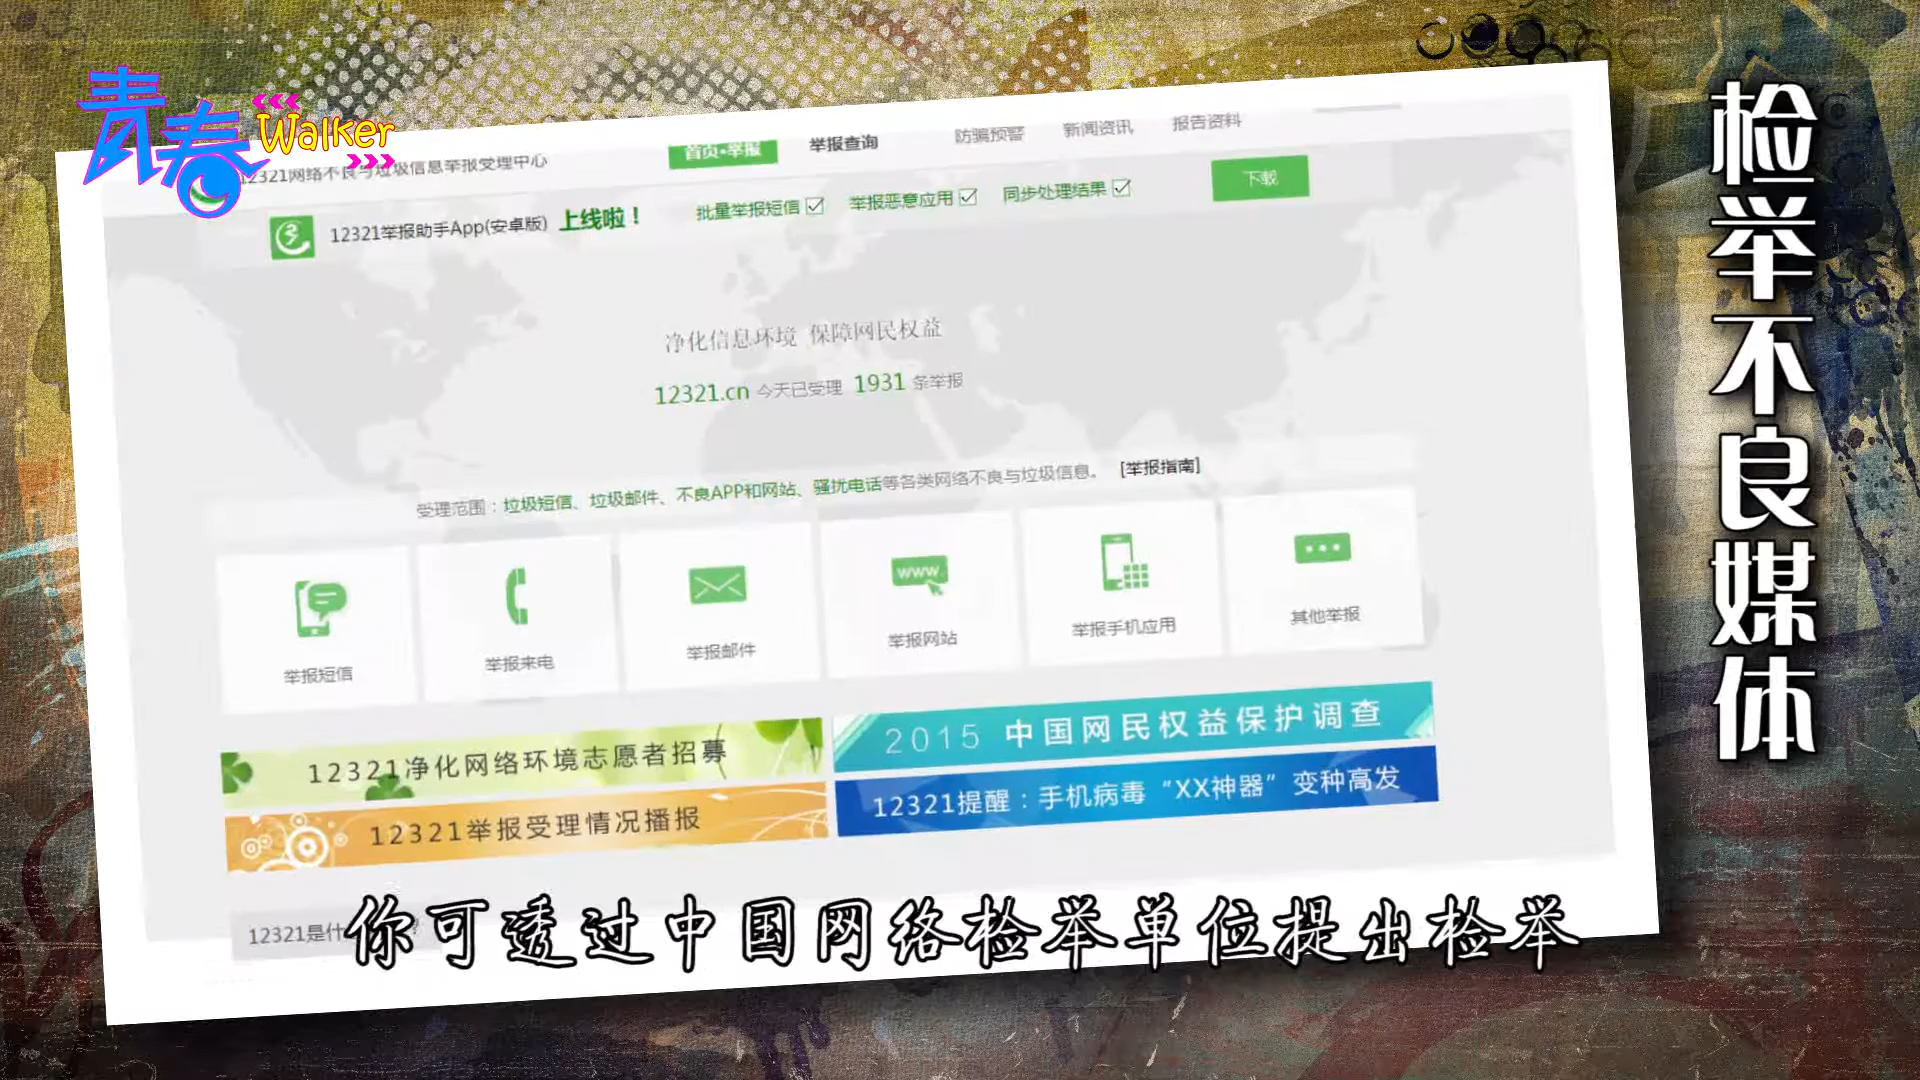 青春
Walker
12321网络不良与垃圾信息举报受理中心
首页·举报
举报查询
防骗预警
新闻资讯
报告资料
12321举报助手App(安卓版)
上线啦！
批量举报短信
举报恶意应用
同步处理结果
下载
净化信息环境 保障网民权益
12321.cn 今天已受理 1931 条举报
受理范围：垃圾短信、垃圾邮件、不良APP和网站、骚扰电话等各类网络不良与垃圾信息。 [举报指南]
www.
举报短信
举报来电
举报邮件
举报网站
举报手机应用
其他举报
12321净化网络环境志愿者招募
2015 中国网民权益保护调查
12321举报受理情况播报
12321提醒：手机病毒“XX神器”变种高发
12321是什
你可透过中国网络检举单位提出检举
检举不良媒体